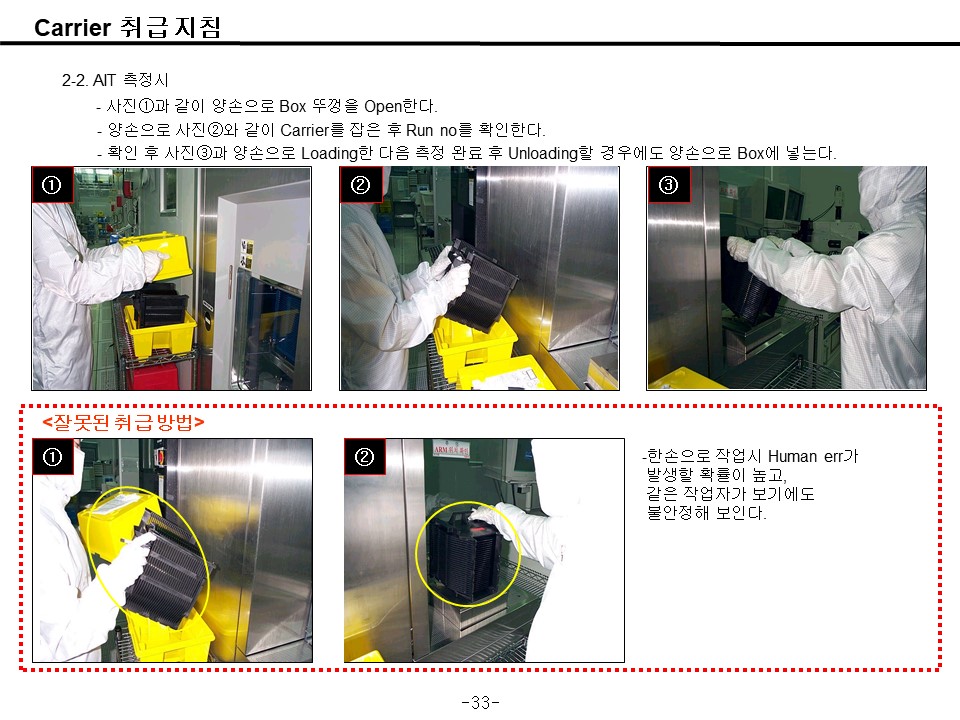 Carrier 취급지침
2-2. AIT 측정시
- 사진①과 같이 양손으로 Box 뚜껑을 Open한다.
- 양손으로 사진②와 같이 Carrier를 잡은 후 Run no를 확인한다.
- 확인 후 사진③과 양손으로 Loading한 다음 측정 완료 후 Unloading할 경우에도 양손으로 Box에 넣는다.
①
②
③
<잘못된 취급방법>
①
②
-한손으로 작업시 Human err가
발생할 확률이 높고,
같은 작업자가 보기에도
불안정해 보인다.
-33-